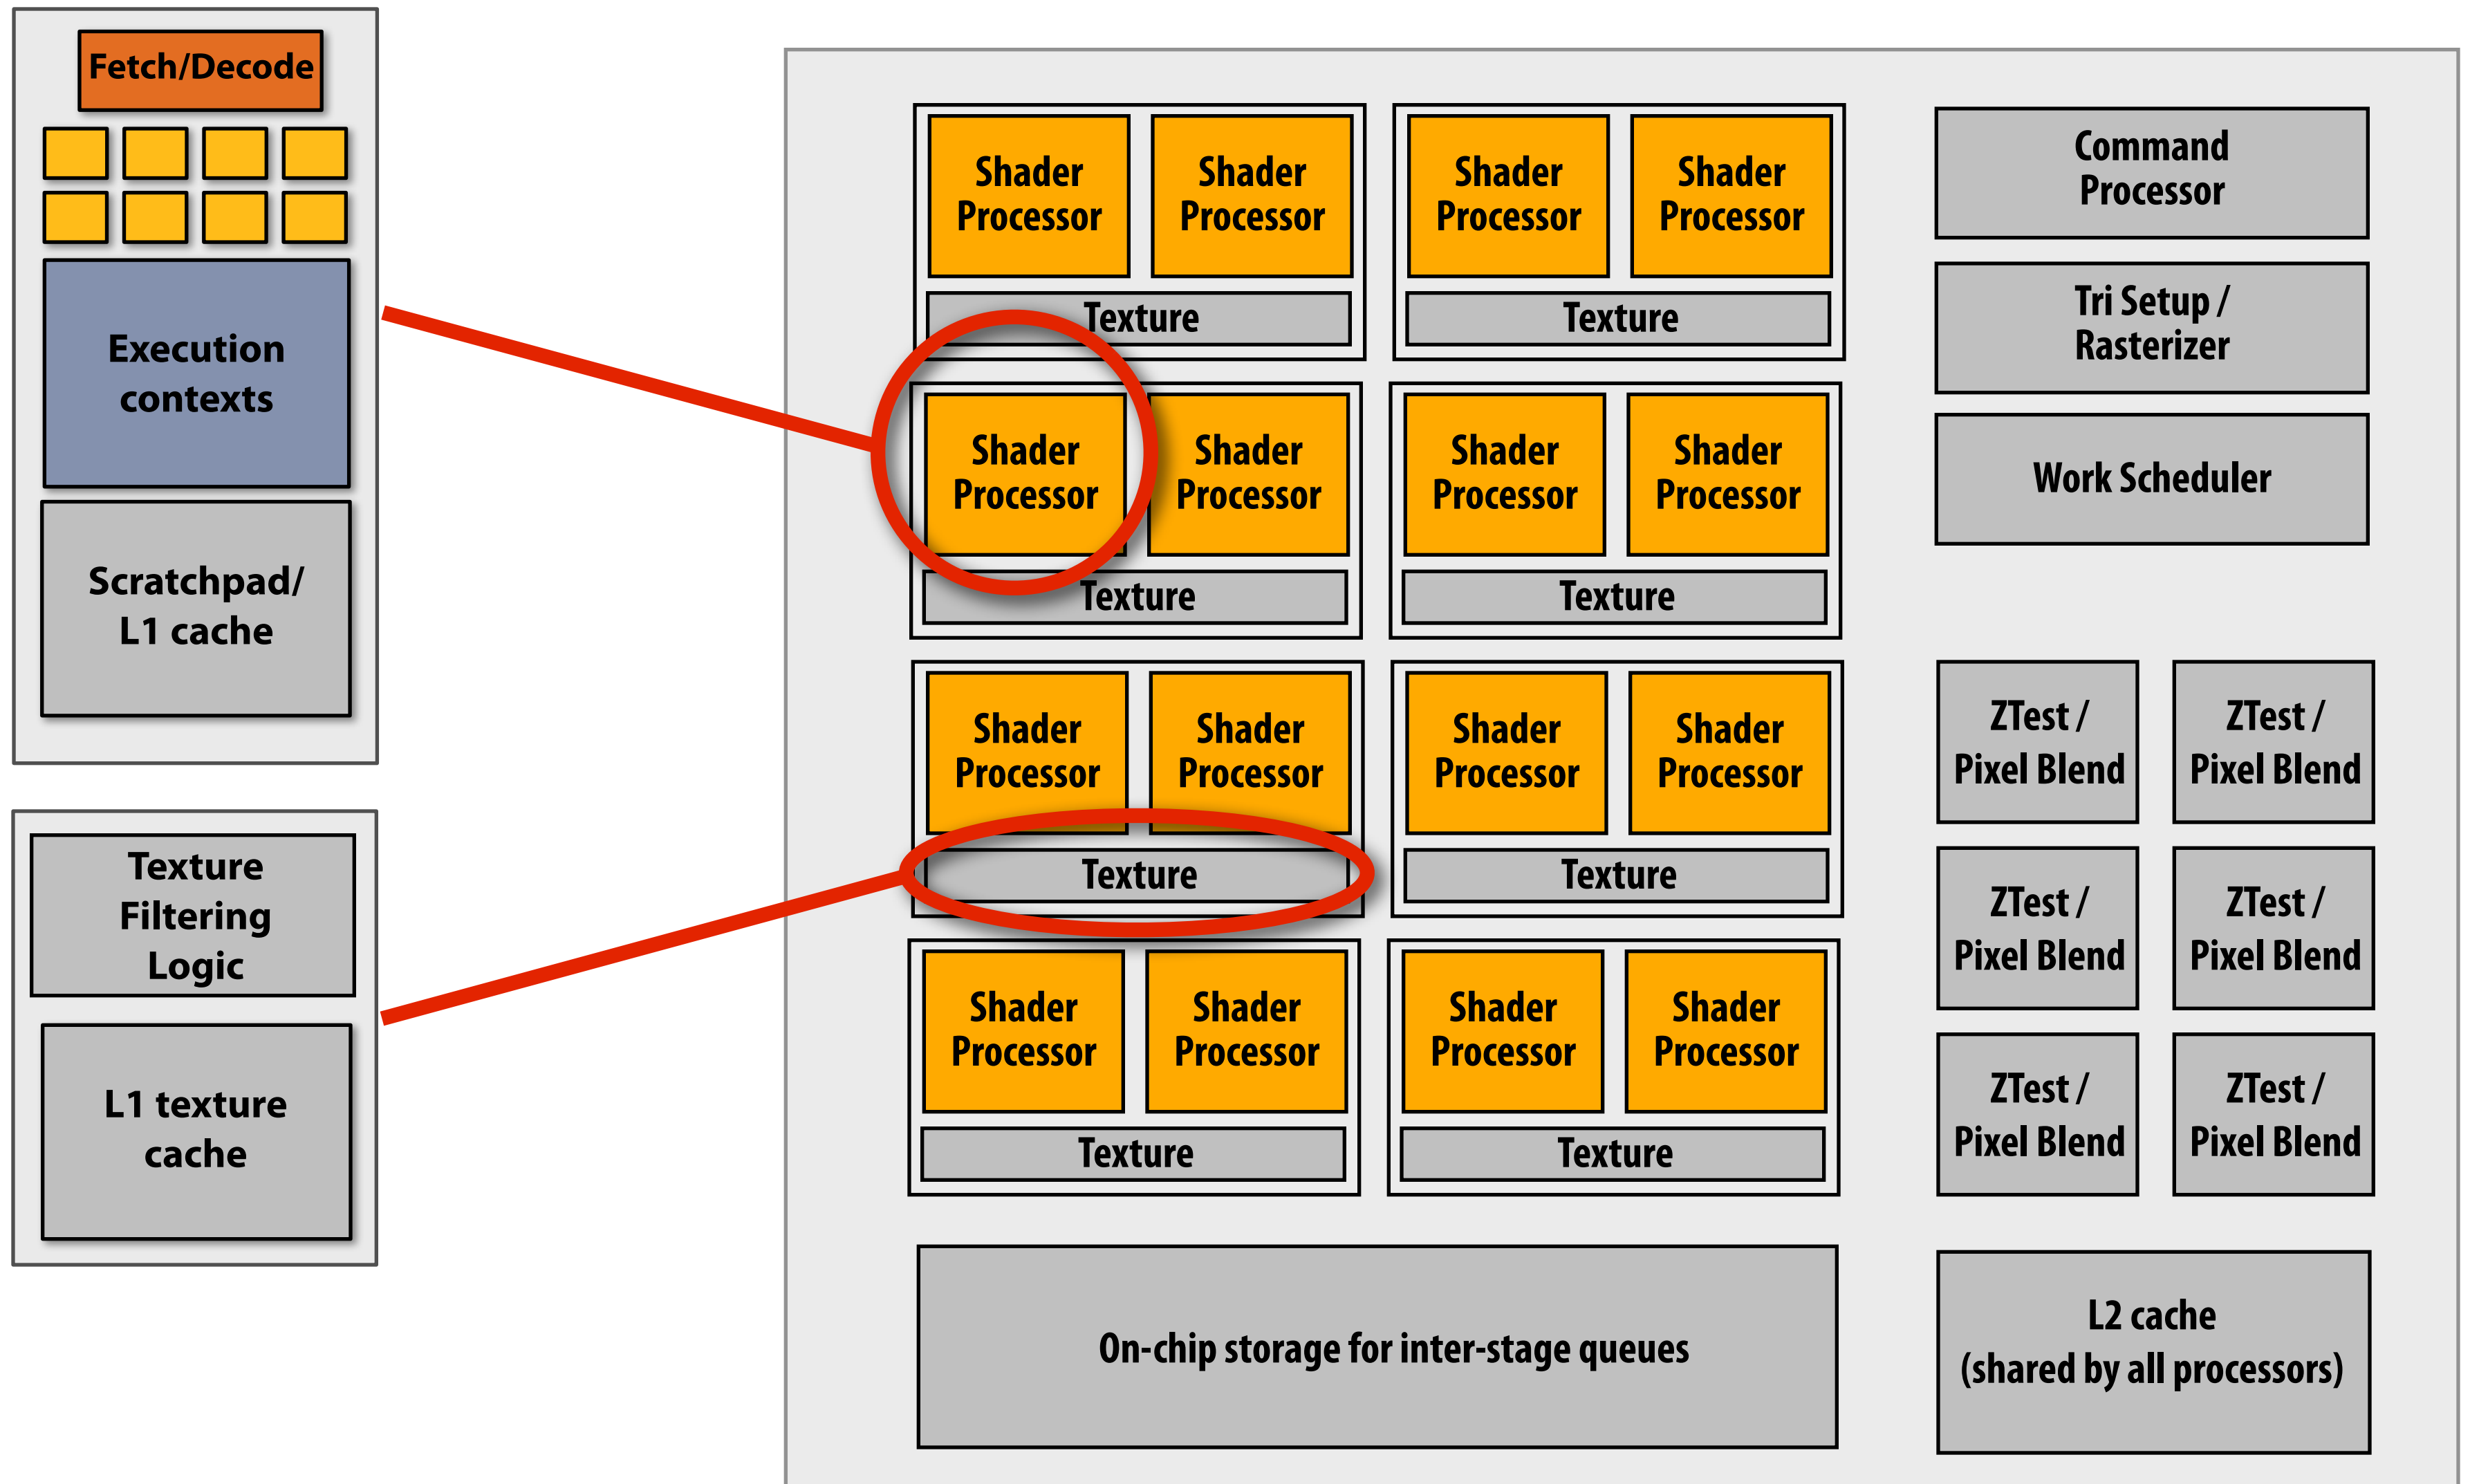 Fetch/Decode
Execution
contexts
Scratchpad/
L1 cache
Texture
Filtering
Logic
L1 texture
cache
Shader
Processor
Shader
Processor
Texture
Shader
Processor
Shader
Processor
Texture
Shader
Processor
Shader
Processor
Texture
Shader
Processor
Shader
Processor
Texture
Shader
Processor
Shader
Processor
Texture
Shader
Processor
Shader
Processor
Texture
Shader
Processor
Shader
Processor
Texture
Shader
Processor
Shader
Processor
Texture
On-chip storage for inter-stage queues
Command
Processor
Tri Setup /
Rasterizer
Work Scheduler
ZTest /
Pixel Blend
ZTest /
Pixel Blend
ZTest /
Pixel Blend
ZTest /
Pixel Blend
ZTest /
Pixel Blend
ZTest /
Pixel Blend
L2 cache
(shared by all processors)